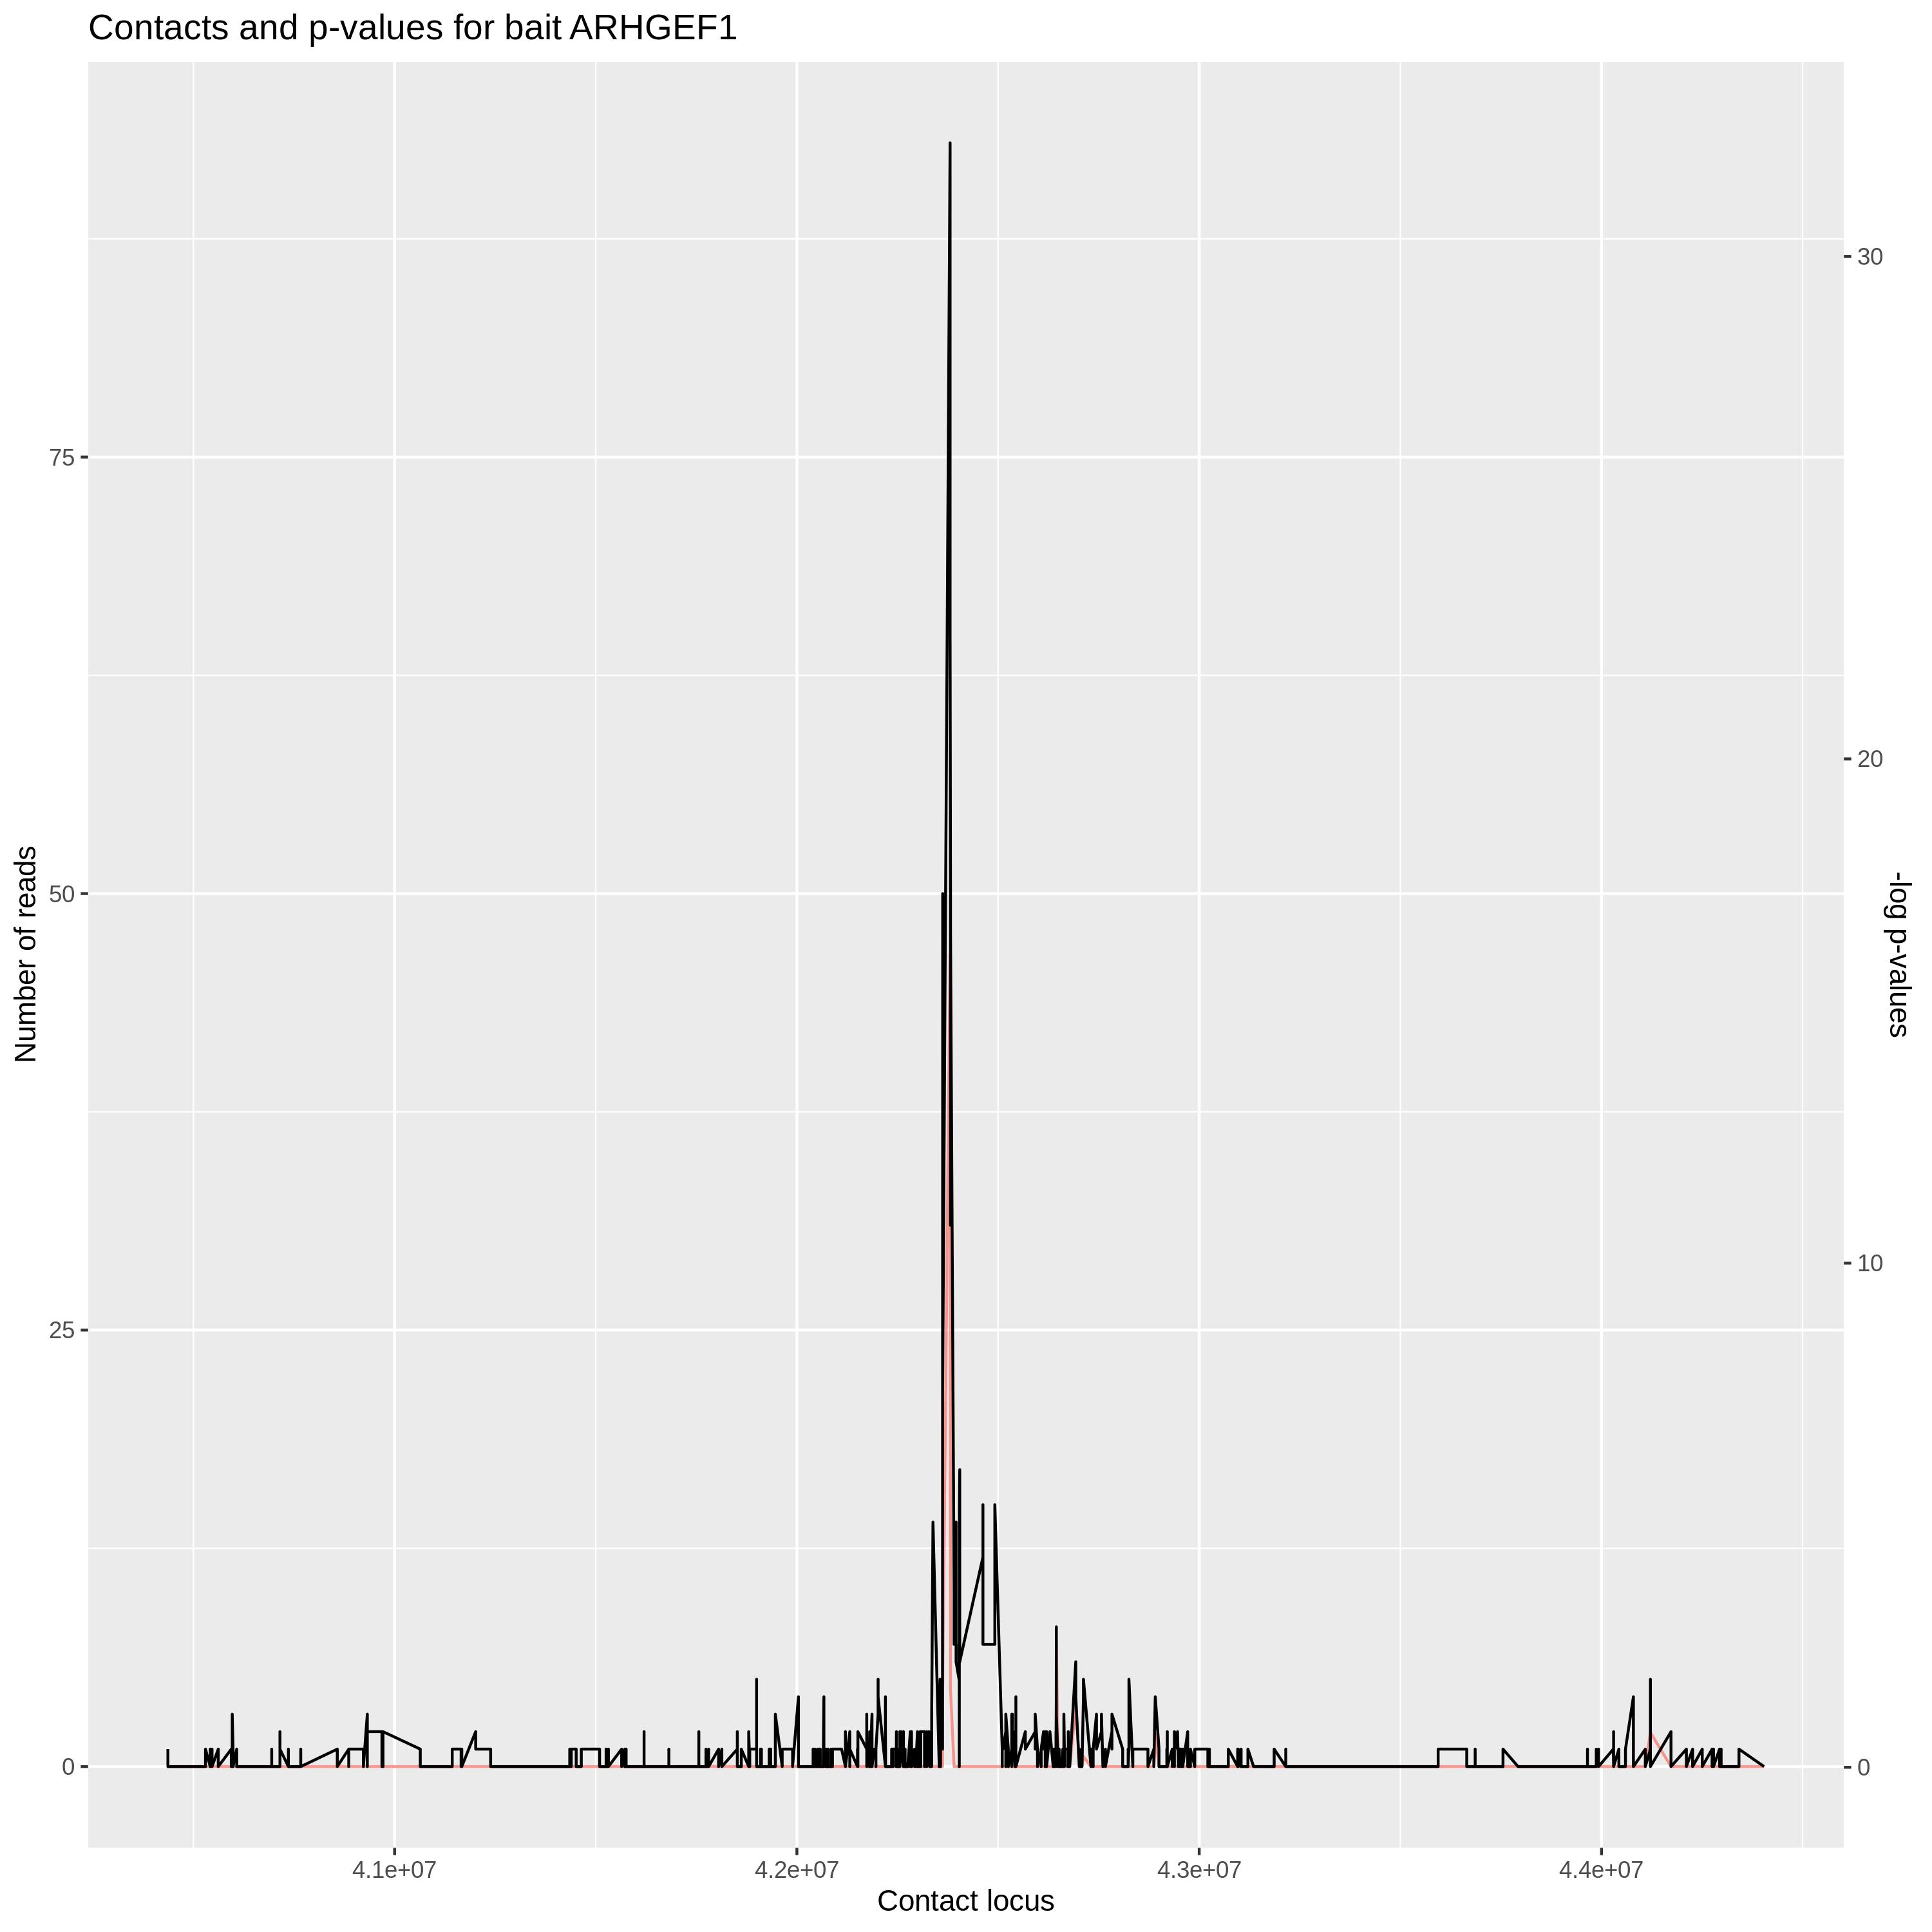 Contacts and p-values for bait ARHGEF1
Number of reads
75
50
25
0
30
20
10
0
-log p-values
4.1e+07
4.2e+07
4.3e+07
4.4e+07
Contact locus